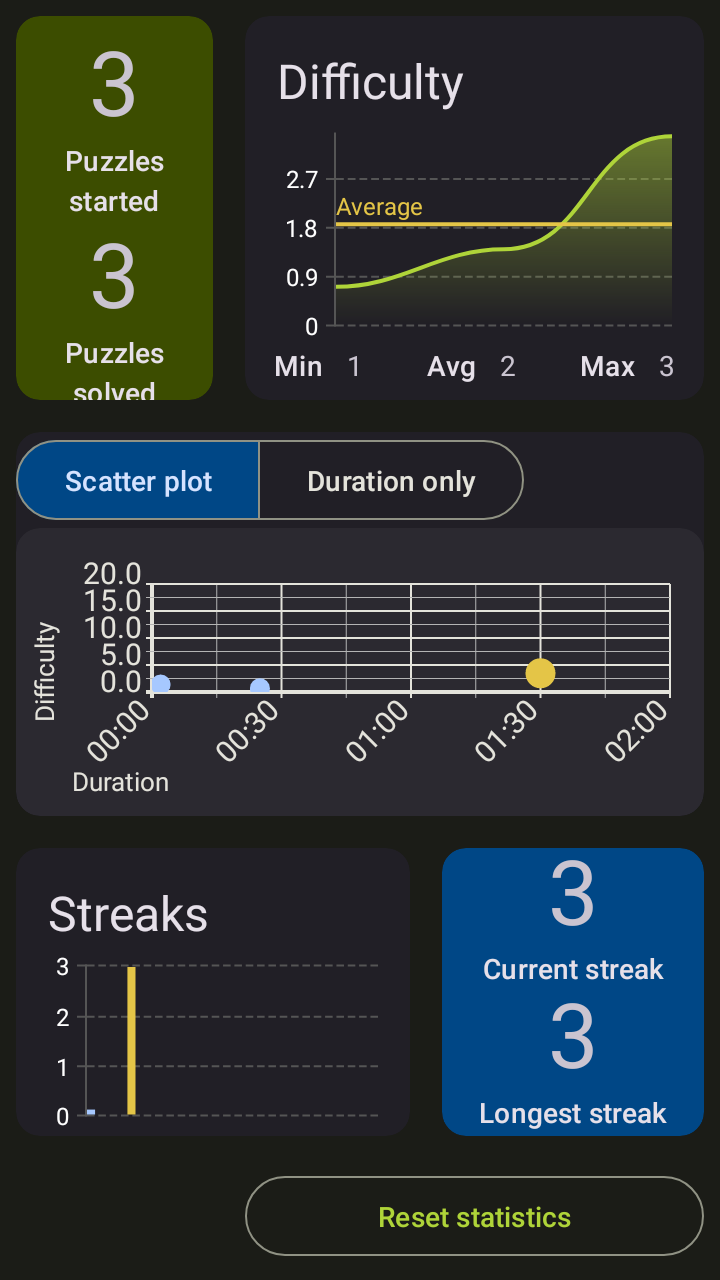 3
Puzzles
started
3
Puzzles
solved
Difficulty
2.7
Average
1.8
0.9
0
Min 1 Avg 2 Max 3
Scatter plot Duration only
20.0
15.0
10.0
5.0
0.0
Difficulty
00:00 00:30 01:00 01:30 02:00
Duration
Streaks
3
2
1
0
3
Current streak
3
Longest streak
Reset statistics